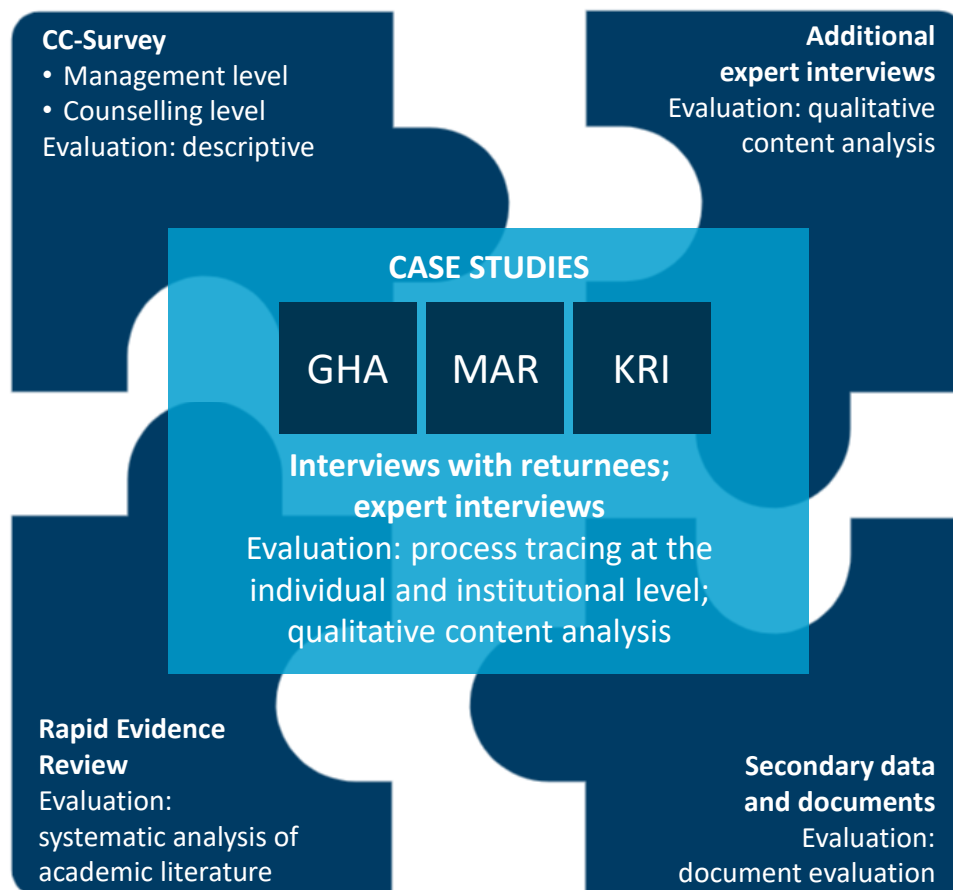 CC-Survey
• Management level
• Counselling level
Evaluation: descriptive
Additional
expert interviews
Evaluation: qualitative
content analysis
CASE STUDIES
GHA
MAR
KRI
Interviews with returnees;
expert interviews
Evaluation: process tracing at the
individual and institutional level;
qualitative content analysis
Rapid Evidence
Review
Evaluation:
systematic analysis of
academic literature
Secondary data
and documents
Evaluation:
document evaluation